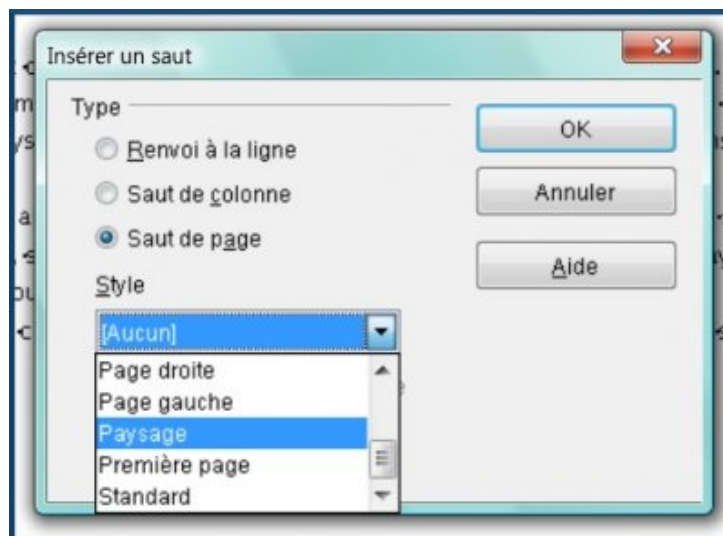 Insérer un saut
Type
Renvoi à la ligne
Saut de colonne
Saut de page
Style
[Aucun]
Page droite
Page gauche
Paysage
Première page
Standard
OK
Annuler
Aide